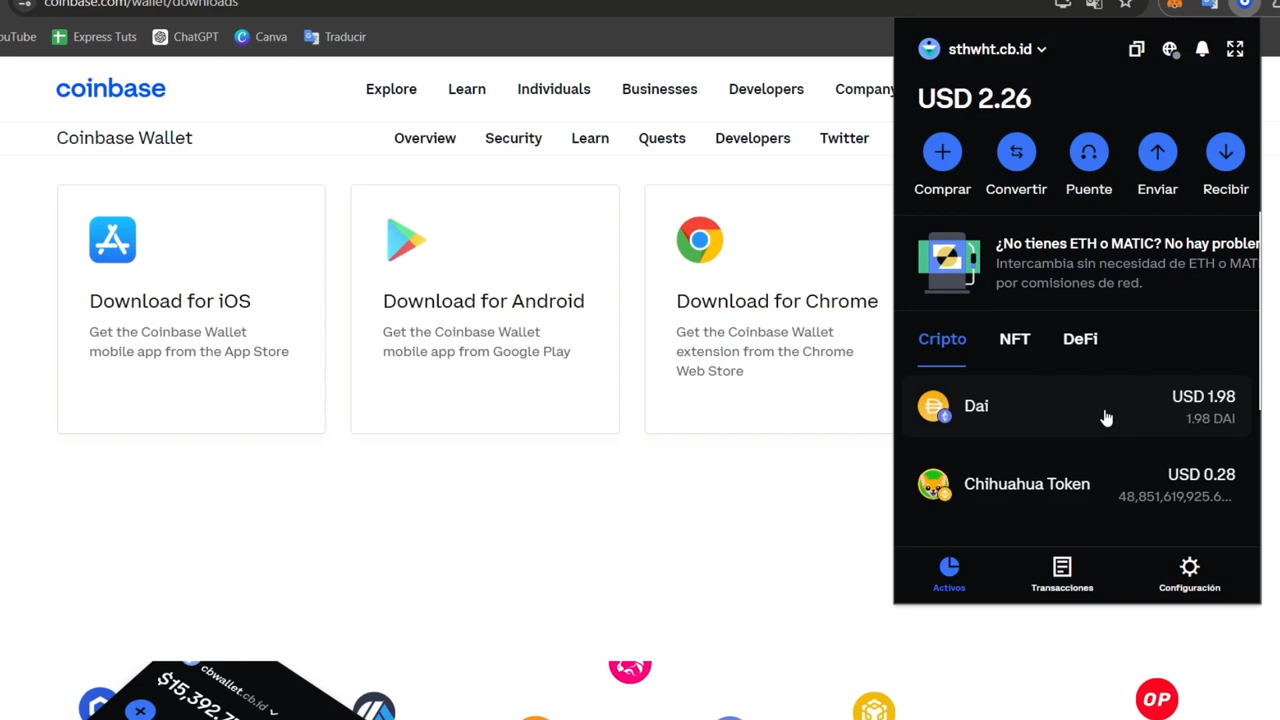 coinbase.com/wallet/downloads
Express Tuts
ChatGPT
Canva
Traducir
coinbase
Explore
Learn
Individuals
Businesses
Developers
Company
Coinbase Wallet
Overview
Security
Learn
Quests
Developers
Twitter
Download for iOS
Get the Coinbase Wallet
mobile app from the App Store
Download for Android
Get the Coinbase Wallet
mobile app from Google Play
Download for Chrome
Get the Coinbase Wallet
extension from the Chrome
Web Store
sthwht.cb.id
USD 2.26
Comprar
Convertir
Puente
Enviar
Recibir
¿No tienes ETH o MATIC? No hay
Intercambia sin necesidad de ETH o
por comisiones de red.
Cripto
NFT
DeFi
Dai
USD 1.98
1.98 DAI
Chihuahua Token
USD 0.28
48,851,619,925.6...
Activos
Transacciones
Configuración
cbwallet.cb.id
OP